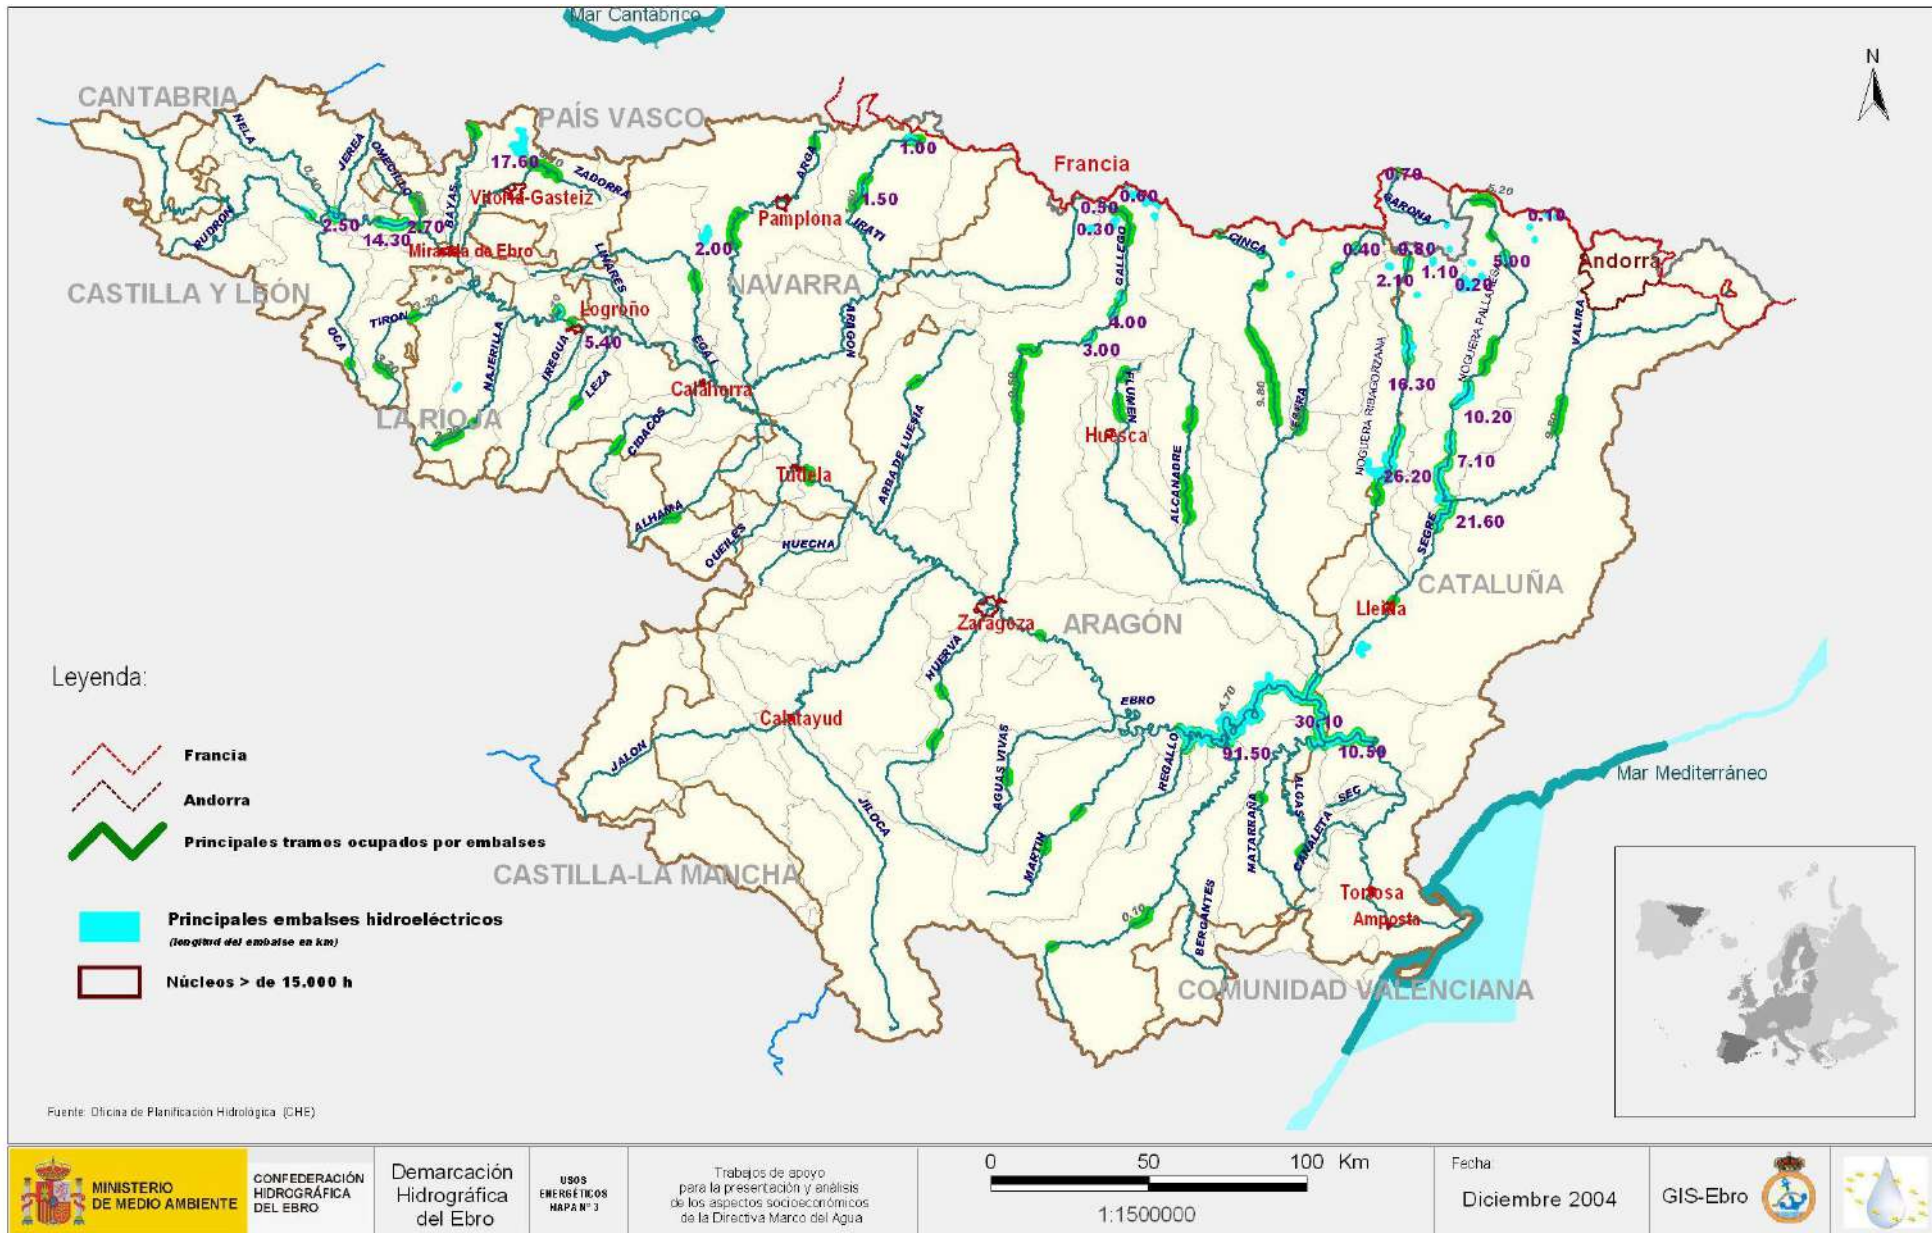 Mar Cantábrico
N
CANTABRIA
PAÍS VASCO
NELA
JEREA
OMECILLO
BAYAS
17.60
ZADORRA
Vitoria-Gasteiz
ARGA
1.00
1.50
IRATI
Pamplona
Francia
0.60
0.50
0.30
0.70
GARONA
5.20
0.10
RUDRON
0.10
2.50
14.30
2.70
Miranda de Ebro
LINARES
2.00
NAVARRA
GALLEGO
CINCA
0.40
0.80
2.10
1.10
0.20
5.00
Andorra
CASTILLA Y LEÓN
OCA
TIRON
3.20
Logroño
5.40
NAJERILLA
IREGUA
LEZA
EGA I
ARAGON
4.00
3.00
NOGUERA PALLARESA
VALIRA
NOGUERA RIBAGORZANA
16.30
10.20
LA RIOJA
Calahorra
CIDACOS
ARBA DE LUESIA
FLUMEN
Huesca
ALCANADRE
9.80
ESERA
26.20
7.10
21.60
SEGRE
Tudela
ALHAMA
QUEILES
HUECHA
CATALUÑA
Lleida
Zaragoza
ARAGÓN
HUERVA
Leyenda:
Calatayud
JALON
JILOCA
EBRO
4.70
30.10
91.50
10.50
REGALLO
AGUAS VIVAS
MARTIN
MATARRAÑA
ALGAS
CANALETA
SEC
Mar Mediterráneo
Francia
Andorra
Principales tramos ocupados por embalses
CASTILLA-LA MANCHA
Tortosa
Amposta
BERGANTES
0.10
Principales embalses hidroeléctricos
(longitud del embalse en km)
Núcleos > de 15.000 h
COMUNIDAD VALENCIANA
Fuente: Oficina de Planificación Hidrológica (CHE)
MINISTERIO
DE MEDIO AMBIENTE
CONFEDERACIÓN
HIDROGRÁFICA
DEL EBRO
Demarcación
Hidrográfica
del Ebro
USOS
ENERGÉTICOS
MAPA Nº 3
Trabajos de apoyo
para la presentación y análisis
de los aspectos socioeconómicos
de la Directiva Marco del Agua
0 50 100 Km
1:1500000
Fecha:
Diciembre 2004
GIS-Ebro